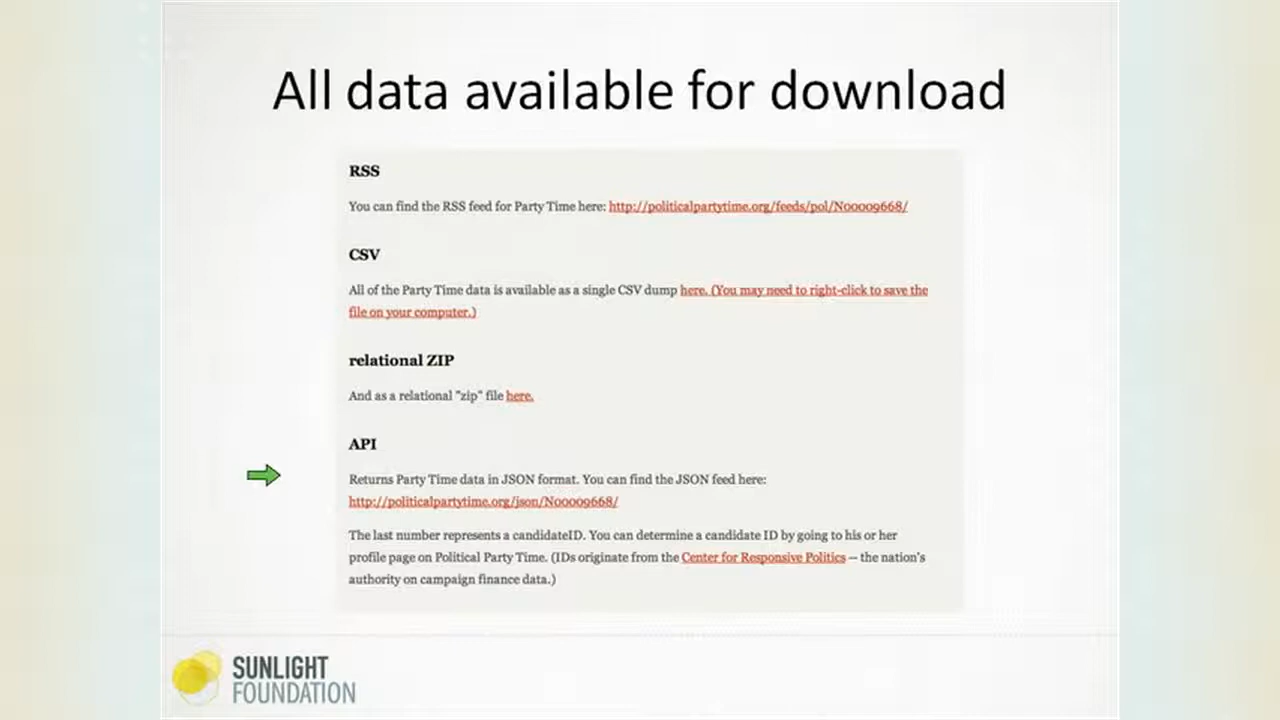 All data available for download
RSS
You can find the RSS feed for Party Time here: http://politicalpartytime.org/feeds/pol/N00009668/
CSV
All of the Party Time data is available as a single CSV dump here. (You may need to right-click to save the
file on your computer.)
relational ZIP
And as a relational "zip" file here.
API
Returns Party Time data in JSON format. You can find the JSON feed here:
http://politicalpartytime.org/json/N00009668/
The last number represents a candidateID. You can determine a candidate ID by going to his or her
profile page on Political Party Time. (IDs originate from the Center for Responsive Politics — the nation's
authority on campaign finance data.)
SUNLIGHT
FOUNDATION